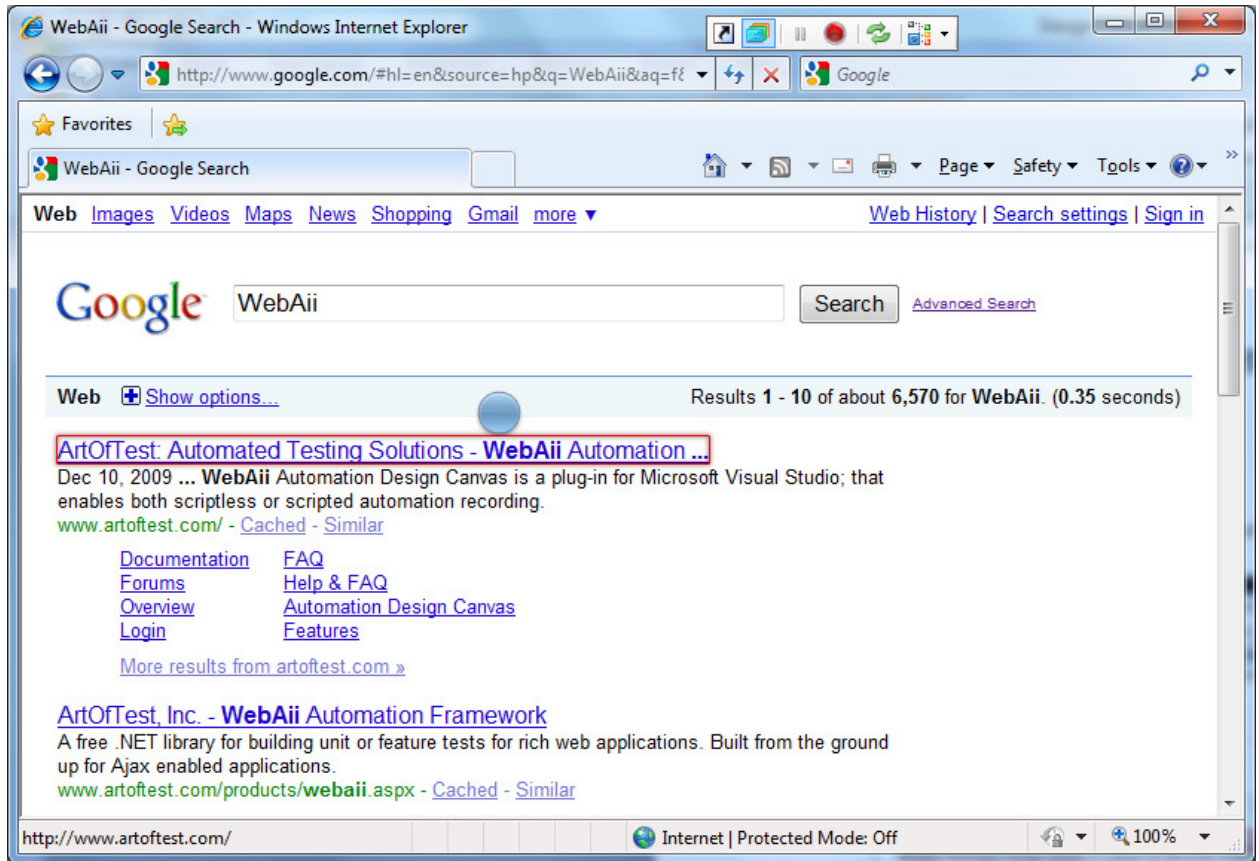 WebAii - Google Search - Windows Internet Explorer
http://www.google.com/#hl=en&source=hp&q=WebAii&aq=f& Google
Favorites
WebAii - Google Search Page Safety Tools
Web Images Videos Maps News Shopping Gmail more ▼ Web History | Search settings | Sign in
Google WebAii Search Advanced Search
Web Show options... Results 1 - 10 of about 6,570 for WebAii. (0.35 seconds)
ArtOfTest: Automated Testing Solutions - WebAii Automation ...
Dec 10, 2009 ... WebAii Automation Design Canvas is a plug-in for Microsoft Visual Studio; that
enables both scriptless or scripted automation recording.
www.artoftest.com/ - Cached - Similar
Documentation FAQ
Forums Help & FAQ
Overview Automation Design Canvas
Login Features
More results from artoftest.com »
ArtOfTest, Inc. - WebAii Automation Framework
A free .NET library for building unit or feature tests for rich web applications. Built from the ground
up for Ajax enabled applications.
www.artoftest.com/products/webaii.aspx - Cached - Similar
http://www.artoftest.com/ Internet | Protected Mode: Off 100%